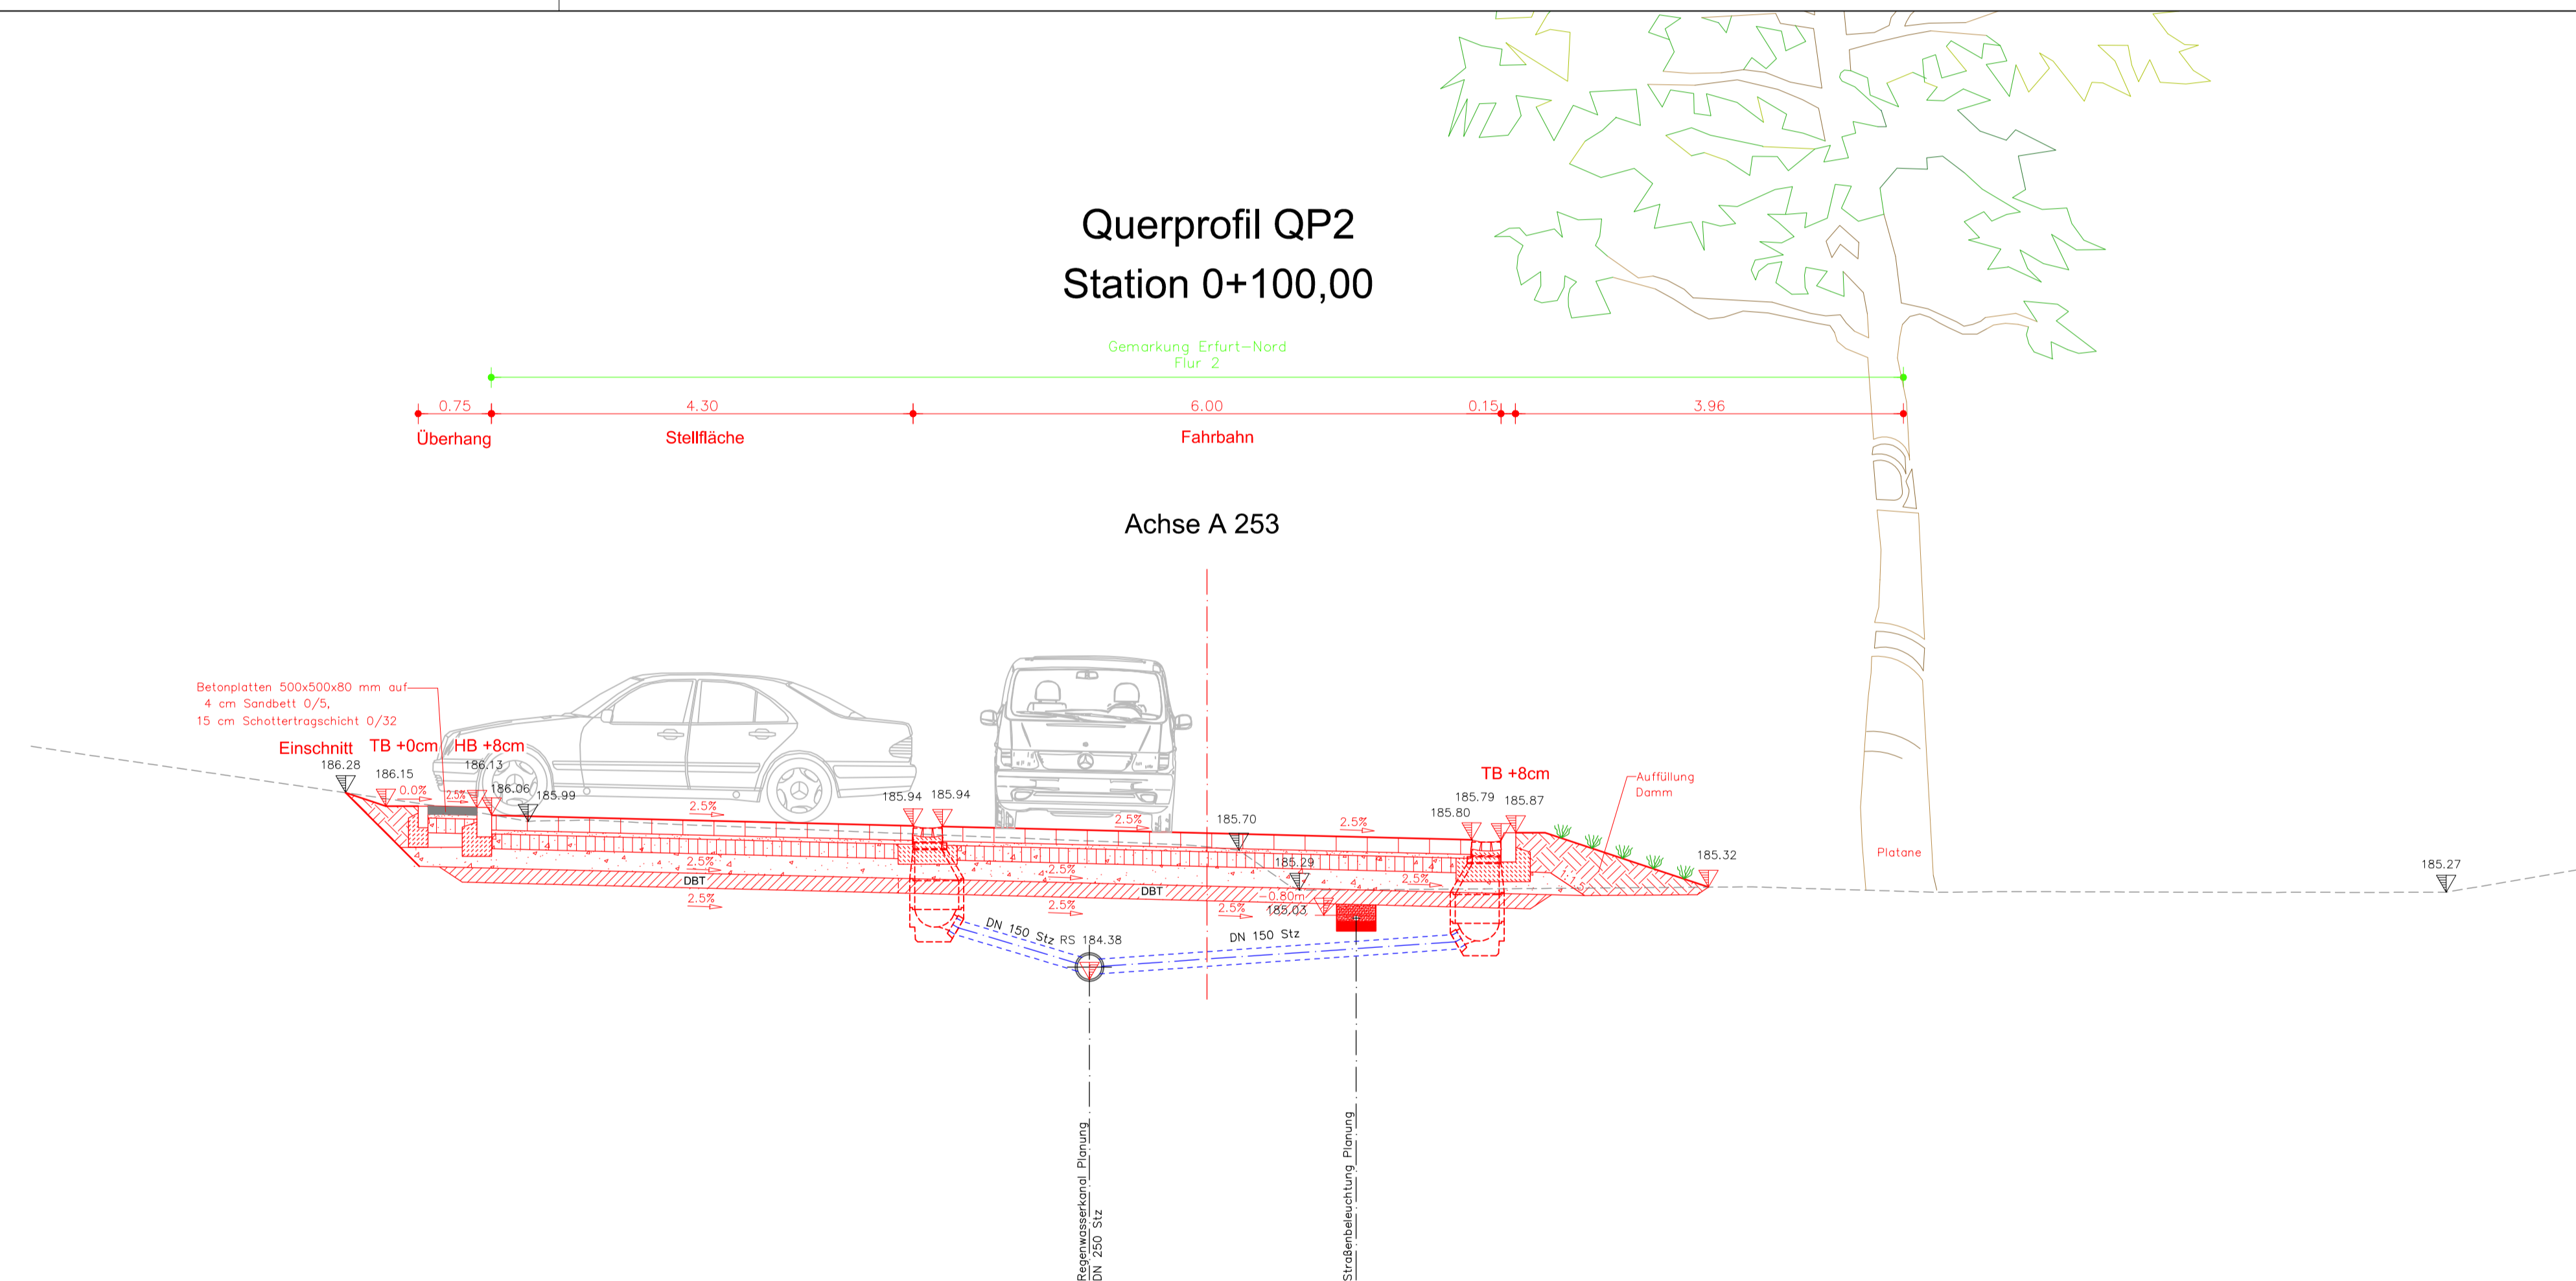 Querprofil QP2
Station 0+100,00
Gemarkung Erfurt-Nord
Flur 2
0.75
4.30
6.00
0.15
3.96
Überhang
Stellfläche
Fahrbahn
Achse A 253
Betonplatten 500x500x80 mm auf
4 cm Sandbett 0/5,
15 cm Schottertragschicht 0/32
Einschnitt
TB +0cm
HB +8cm
186.28
186.15
186.13
0.0%
2.5%
186.06
185.99
2.5%
185.94
185.94
2.5%
185.70
2.5%
TB +8cm
185.79
185.87
185.80
Auffüllung
Damm
185.32
185.27
Platane
1:1.5
2.5%
DBT
2.5%
2.5%
2.5%
185.29
2.5%
DBT
-0.80m
185.03
2.5%
DN 150 Stz
RS 184.38
DN 150 Stz
Regenwasserkanal Planung
DN 250 Stz
Straßenbeleuchtung Planung